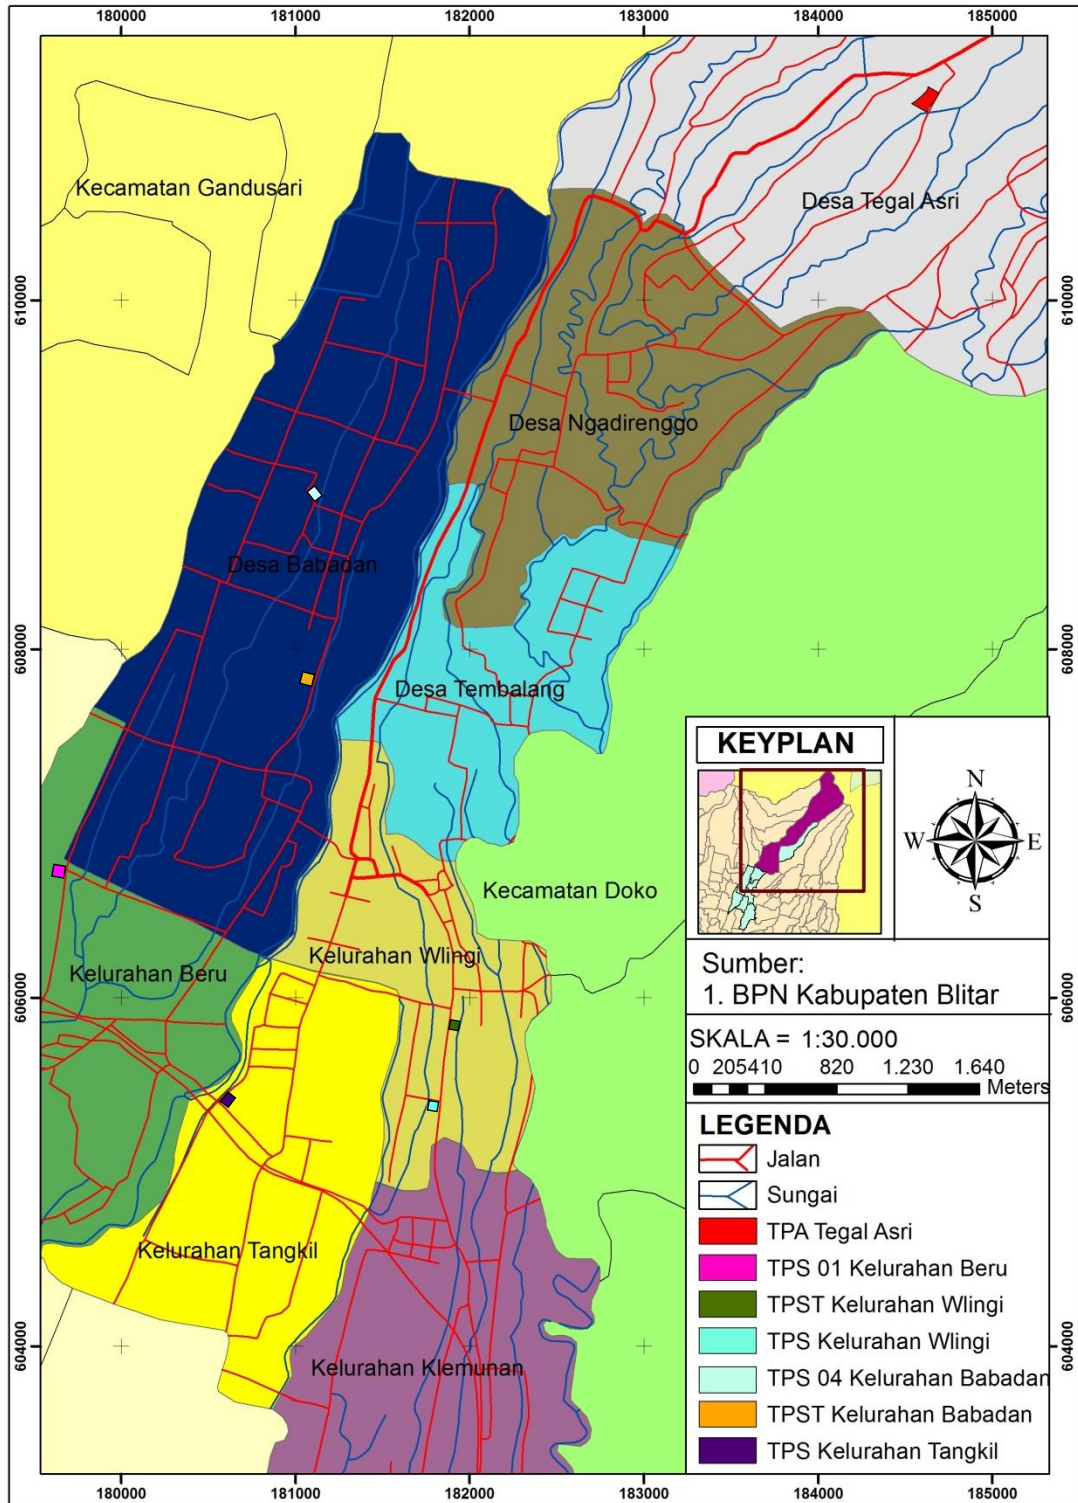 180000 181000 182000 183000 184000 185000
Kecamatan Gandusari
Desa Tegal Asri
610000 610000
Desa Ngadirenggo
Desa Babadan
608000 608000
Desa Tembalang
KEYPLAN
N
W E
S
Kecamatan Doko
Kelurahan Wlingi
Kelurahan Beru
606000 606000
Sumber:
1. BPN Kabupaten Blitar
SKALA = 1:30.000
0 205410 820 1.230 1.640
Meters
LEGENDA
Jalan
Sungai
TPA Tegal Asri
TPS 01 Kelurahan Beru
TPST Kelurahan Wlingi
TPS Kelurahan Wlingi
TPS 04 Kelurahan Babadan
TPST Kelurahan Babadan
TPS Kelurahan Tangkil
Kelurahan Tangkil
604000 604000
Kelurahan Klemunan
180000 181000 182000 183000 184000 185000